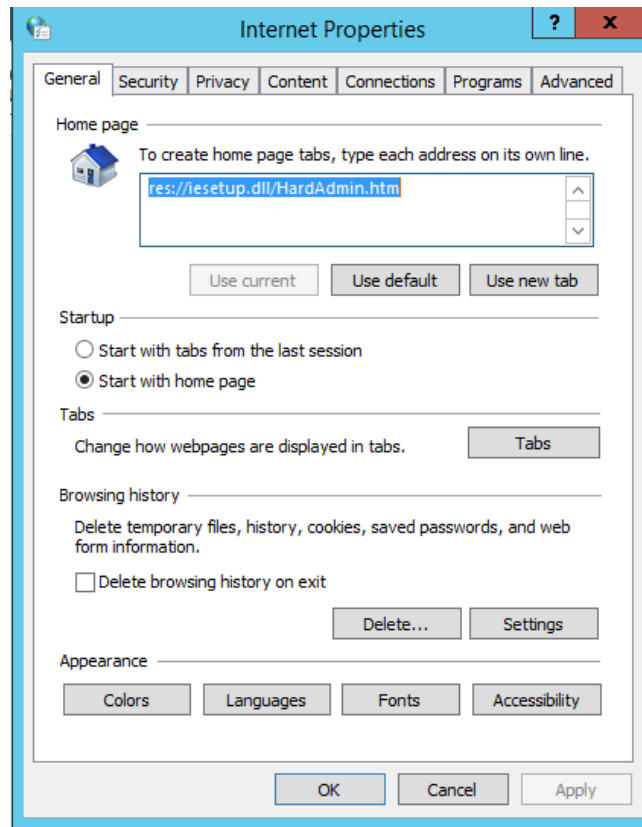 Internet Properties
?
x
General Security Privacy Content Connections Programs Advanced
Home page
To create home page tabs, type each address on its own line.
res://iesetup.dll/HardAdmin.htm
Use current Use default Use new tab
Startup
Start with tabs from the last session
Start with home page
Tabs
Change how webpages are displayed in tabs. Tabs
Browsing history
Delete temporary files, history, cookies, saved passwords, and web
form information.
Delete browsing history on exit
Delete... Settings
Appearance
Colors Languages Fonts Accessibility
OK Cancel Apply